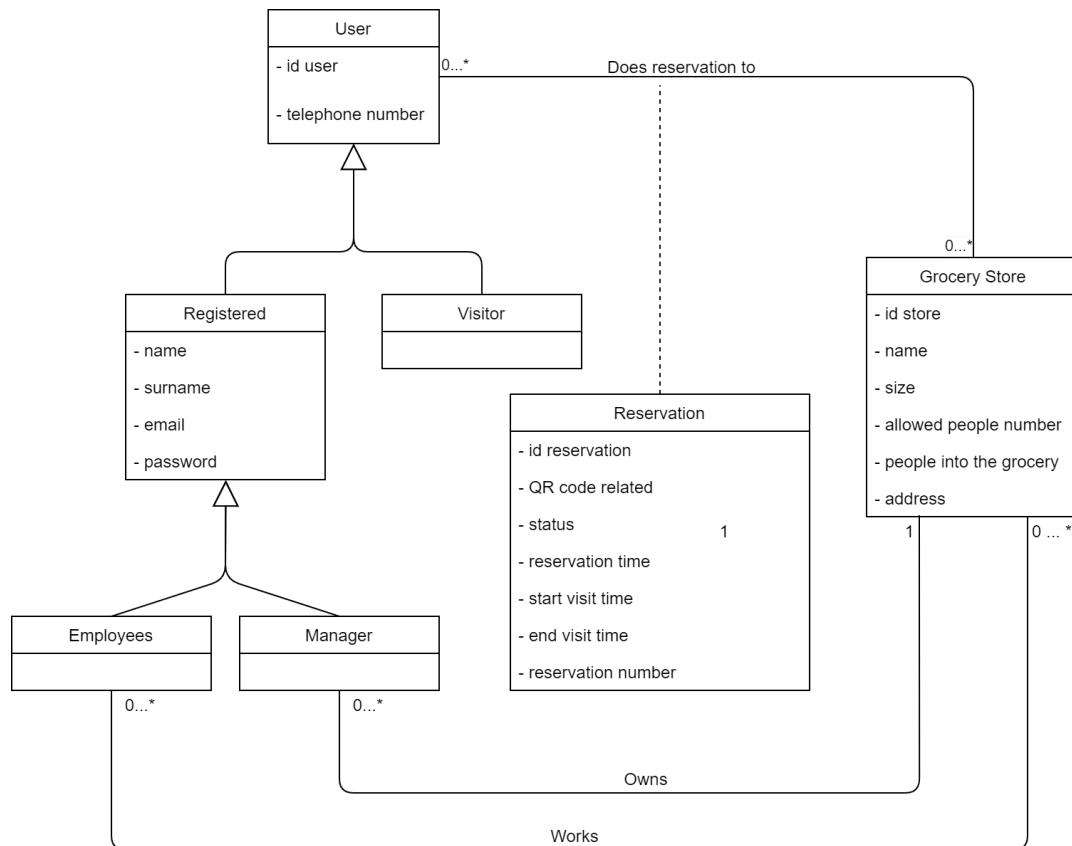 User
- id user
- telephone number
0...*
Does reservation to
0...*
Grocery Store
- id store
- name
- size
- allowed people number
- people into the grocery
- address
Registered
- name
- surname
- email
- password
Visitor
Reservation
- id reservation
- QR code related
- status
- reservation time
- start visit time
- end visit time
- reservation number
1
1
0 ... *
Employees
Manager
0...*
0...*
Owns
Works